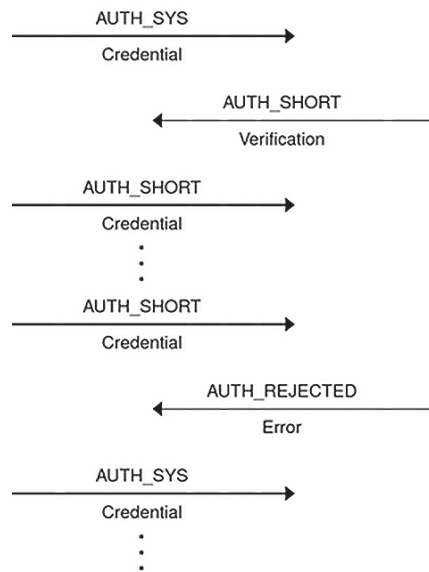 AUTH_SYS
Credential
AUTH_SHORT
Verification
AUTH_SHORT
Credential
AUTH_SHORT
Credential
AUTH_REJECTED
Error
AUTH_SYS
Credential